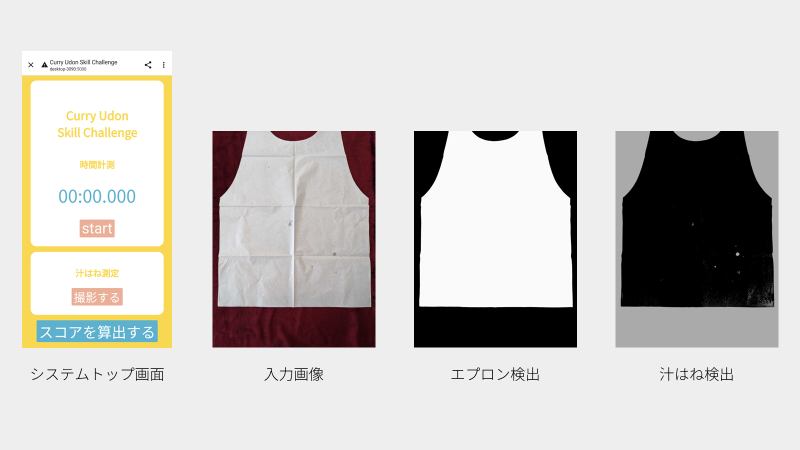 Curry Udon Skill Challenge
desktop-3090:5000
Curry Udon
Skill Challenge
時間計測
00:00.000
start
汁はね測定
撮影する
スコアを算出する
システムトップ画面
入力画像
エプロン検出
汁はね検出